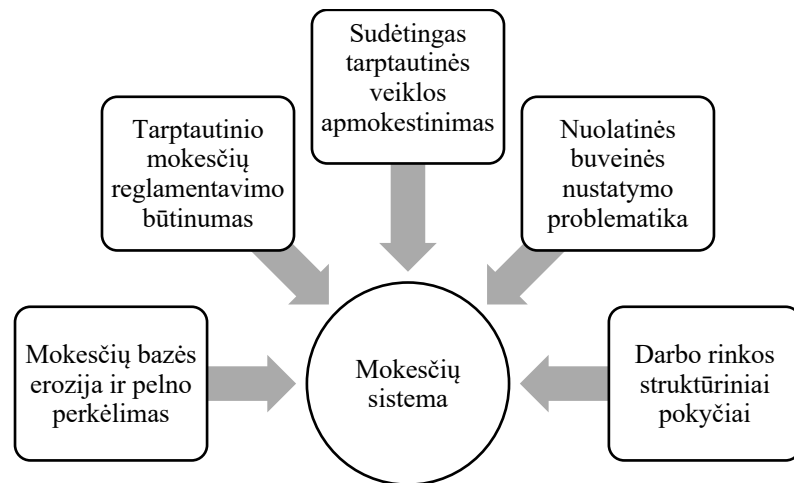 Sudėtingas
tarptautinės
veiklos
apmokestinimas
Tarptautinio
mokesčių
reglamentavimo
būtinumas
Nuolatinės
buveinės
nustatymo
problematika
Mokesčių bazės
erozija ir pelno
perkėlimas
Mokesčių
sistema
Darbo rinkos
struktūriniai
pokyčiai